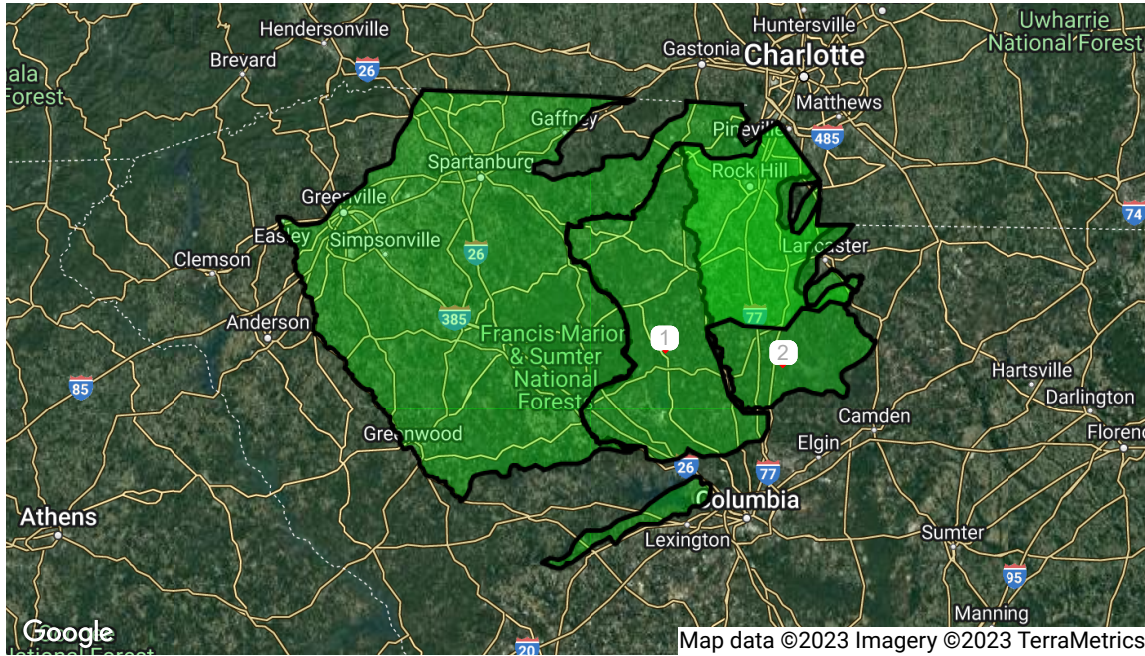 Hendersonville
Huntersville
Uwharrie
National Forest
Brevard
26
Gastonia
Charlotte
ala
Forest
Matthews
Gaffney
Pineville
485
Spartanburg
Rock Hill
Greenville
74
Easley
Simpsonville
26
Lancaster
Clemson
385
77
Anderson
Francis Marion
& Sumter
National
Forests
1
2
85
Hartsville
Darlington
Camden
Greenwood
Elgin
Floren
26
77
Columbia
Athens
Lexington
Sumter
95
Manning
Google
National Forest
20
Map data ©2023 Imagery ©2023 TerraMetrics